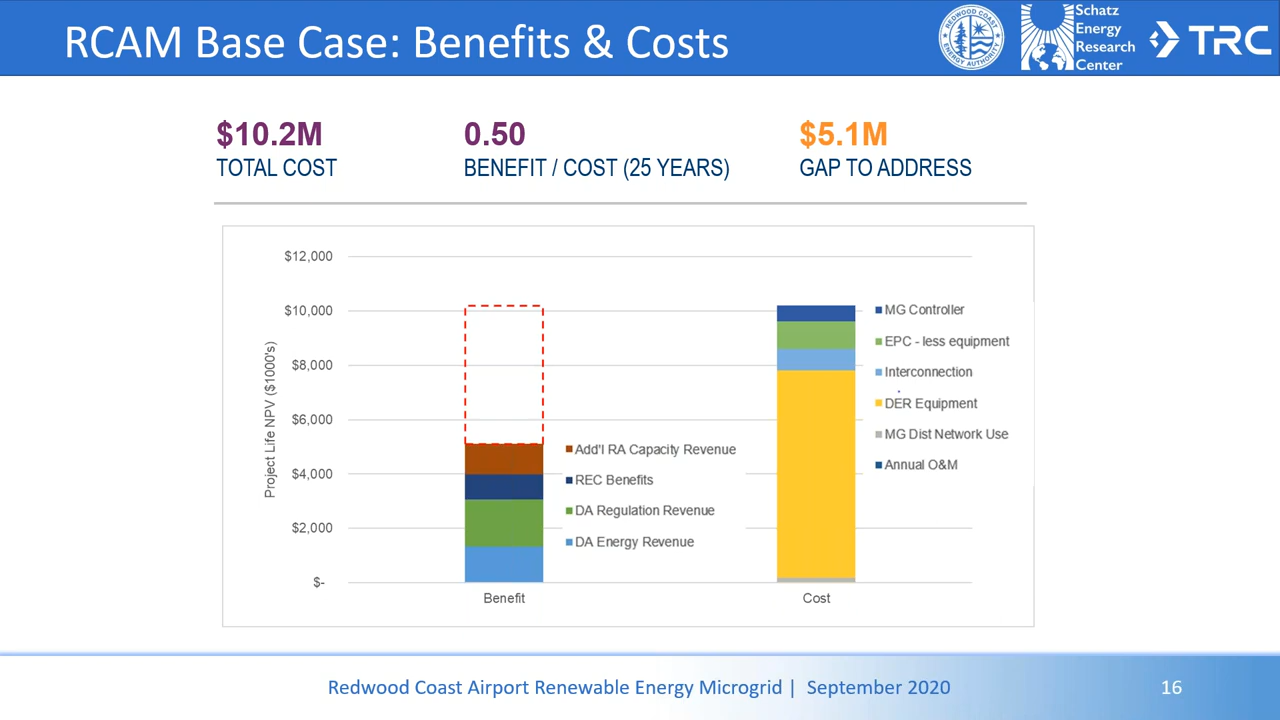 RCAM Base Case: Benefits & Costs
REDWOOD COAST
ENERGY AUTHORITY
Schatz
Energy
Research
Center
TRC
$10.2M
TOTAL COST
0.50
BENEFIT / COST (25 YEARS)
$5.1M
GAP TO ADDRESS
Project Life NPV ($1000's)
$12,000
$10,000
$8,000
$6,000
$4,000
$2,000
$-
Add'l RA Capacity Revenue
REC Benefits
DA Regulation Revenue
DA Energy Revenue
MG Controller
EPC - less equipment
Interconnection
DER Equipment
MG Dist Network Use
Annual O&M
Benefit
Cost
Redwood Coast Airport Renewable Energy Microgrid | September 2020
16